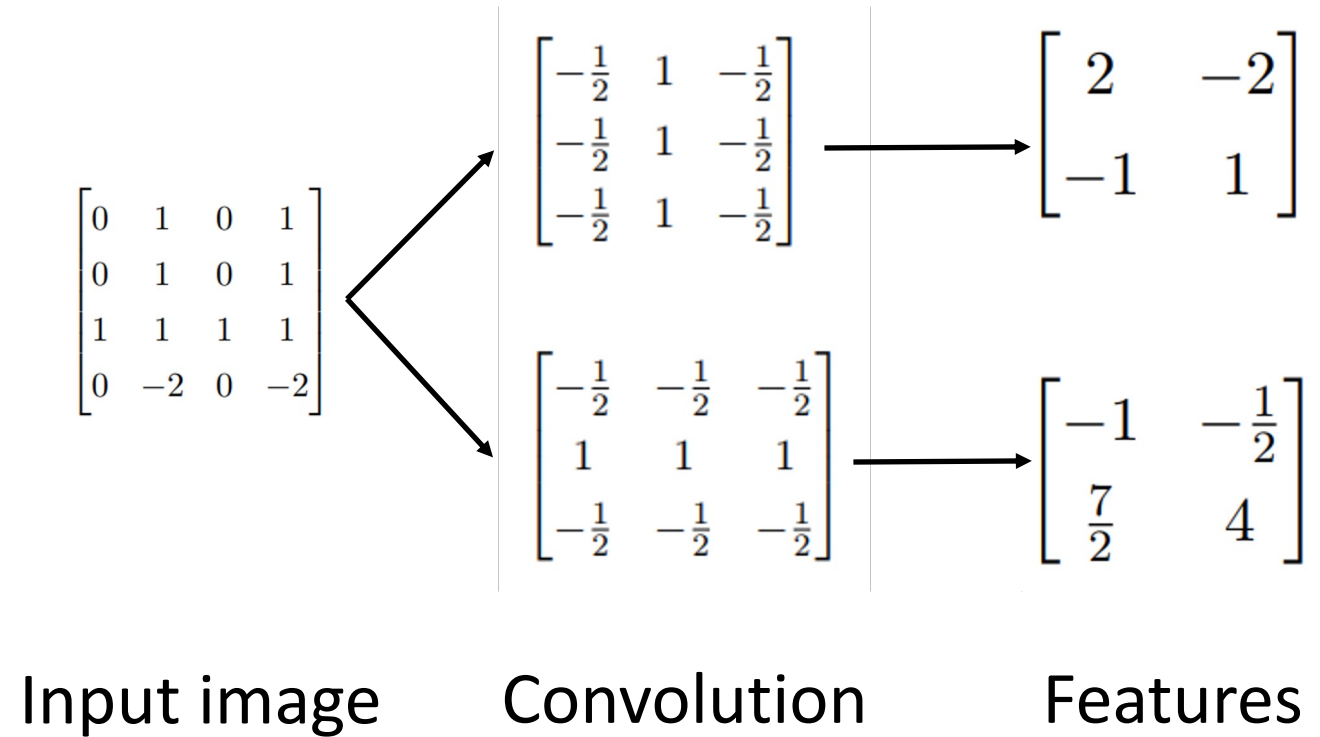 0 1 0 1
0 1 0 1
1 1 1 1
0 −2 0 −2
−1/2 1 −1/2
−1/2 1 −1/2
−1/2 1 −1/2
−1/2 −1/2 −1/2
1 1 1
−1/2 −1/2 −1/2
2 −2
−1 1
−1 −1/2
7/2 4
Input image
Convolution
Features